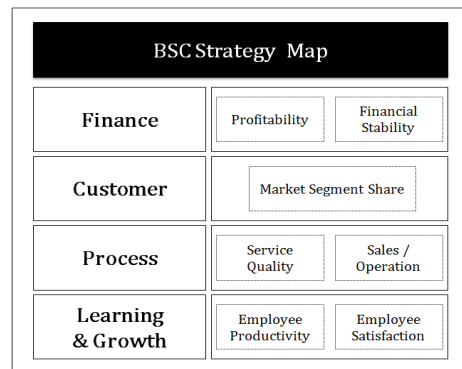 BSC Strategy Map
Finance
Profitability
Financial
Stability
Customer
Market Segment Share
Process
Service
Quality
Sales /
Operation
Learning
& Growth
Employee
Productivity
Employee
Satisfaction